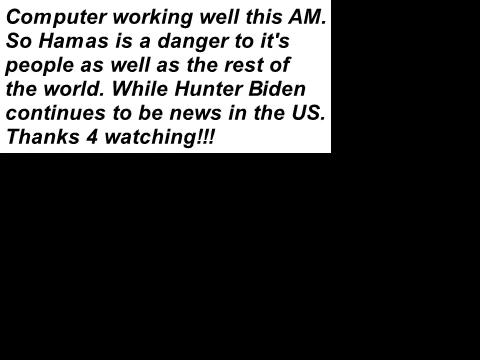 Computer working well this AM.
So Hamas is a danger to it's
people as well as the rest of
the world. While Hunter Biden
continues to be news in the US.
Thanks 4 watching!!!